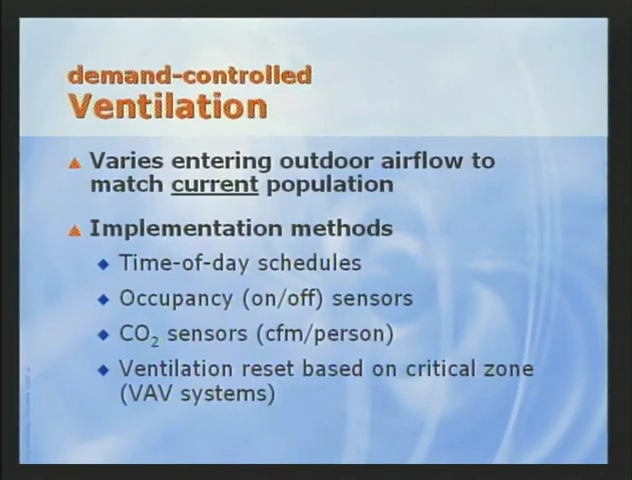 demand-controlled
Ventilation
▲ Varies entering outdoor airflow to
match current population
▲ Implementation methods
◆ Time-of-day schedules
◆ Occupancy (on/off) sensors
◆ CO₂ sensors (cfm/person)
◆ Ventilation reset based on critical zone
(VAV systems)